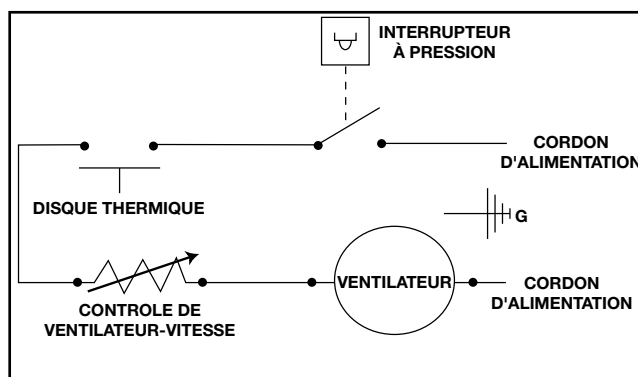 INTERRUPTEUR
À PRESSION
CORDON
D'ALIMENTATION
DISQUE THERMIQUE
G
VENTILATEUR
CORDON
D'ALIMENTATION
CONTROLE DE
VENTILATEUR-VITESSE